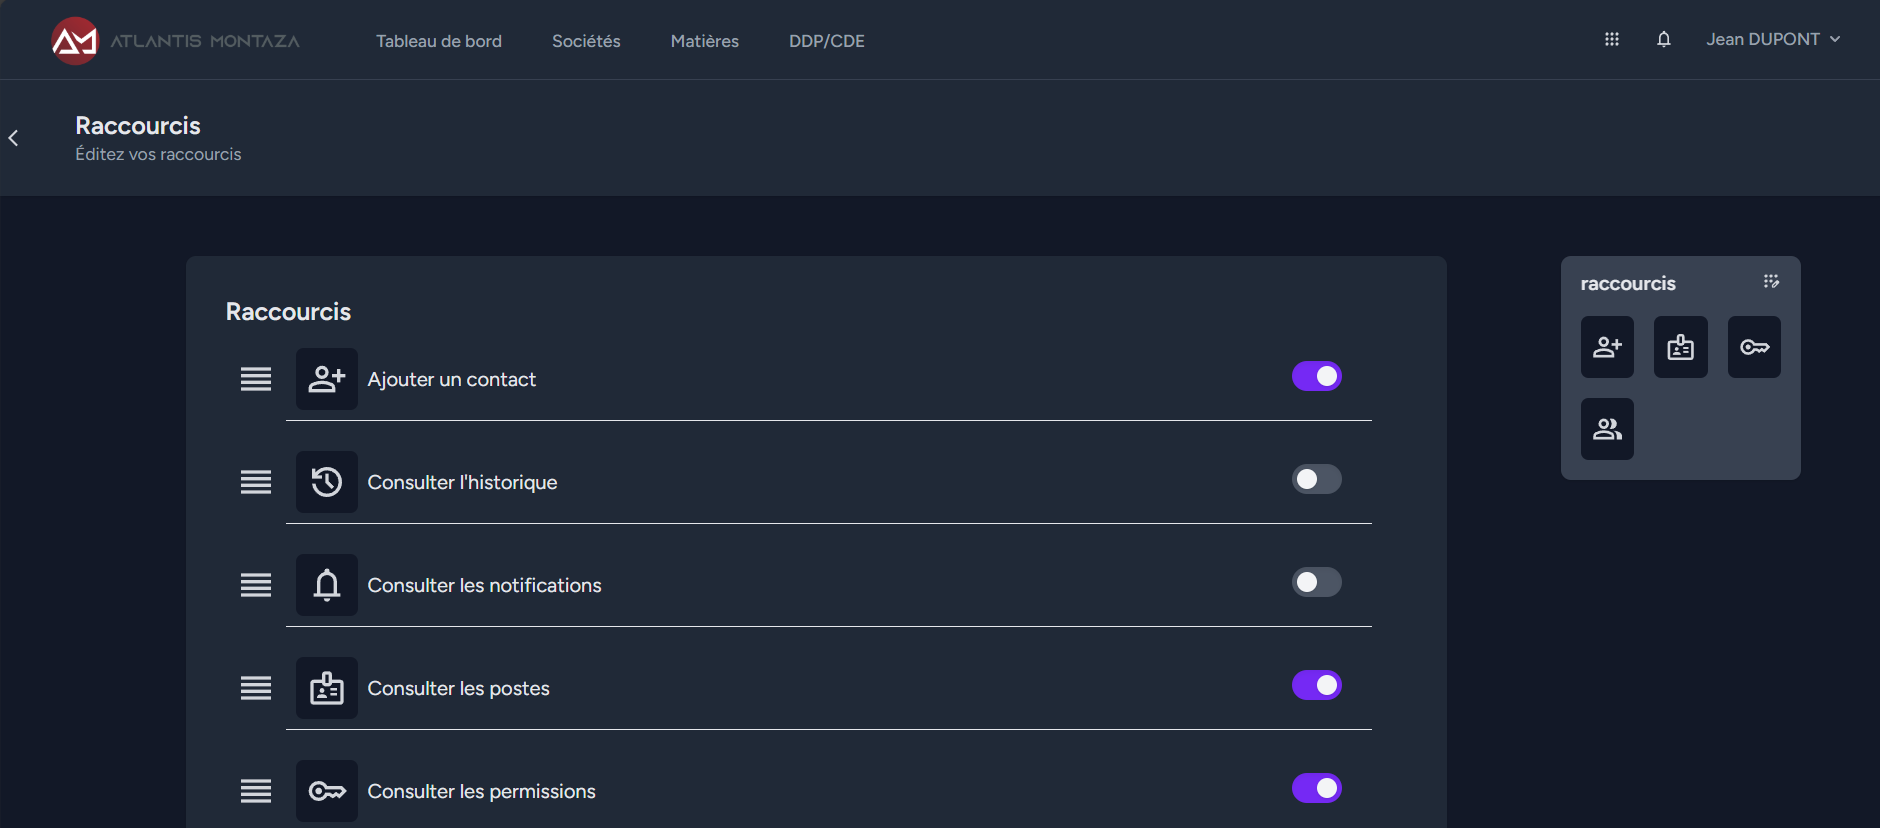 ATLANTIS MONTAZA
Tableau de bord
Sociétés
Matières
DDP/CDE
Jean DUPONT
Raccourcis
Éditez vos raccourcis
Raccourcis
Ajouter un contact
Consulter l'historique
Consulter les notifications
Consulter les postes
Consulter les permissions
raccourcis